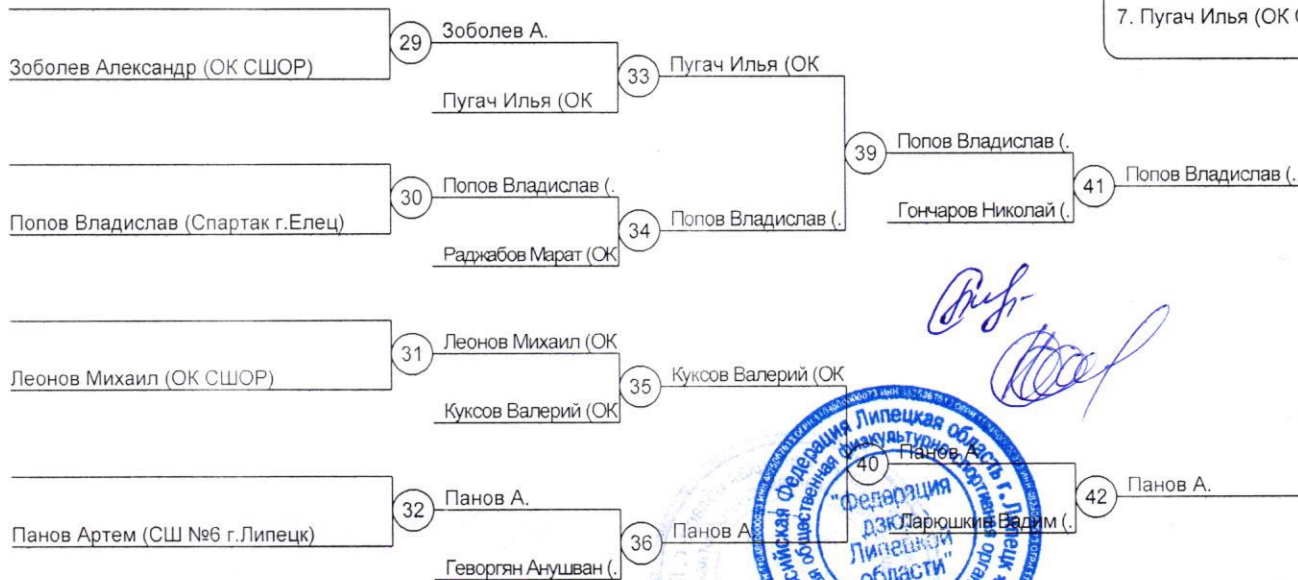 7. Пугач Илья (ОК
29
Зоболев А.
Зоболев Александр (ОК СШОР)
33
Пугач Илья (ОК
Пугач Илья (ОК
39
Попов Владислав (.
30
Попов Владислав (.
41
Попов Владислав (.
Попов Владислав (Спартак г.Елец)
34
Попов Владислав (.
Гончаров Николай (.
Раджабов Марат (ОК
31
Леонов Михаил (ОК
Леонов Михаил (ОК СШОР)
35
Куксов Валерий (ОК
Куксов Валерий (ОК
40
Панов А.
32
Панов А.
42
Панов А.
Панов Артем (СШ №6 г.Липецк)
36
Панов А.
Ларюшкин Вадим (.
Геворгян Анушван (.
Федерация Липецкая область г. Липецк
общественная физкультурно-спортивная
"Федерация
дзюдо
Липецкой
области"